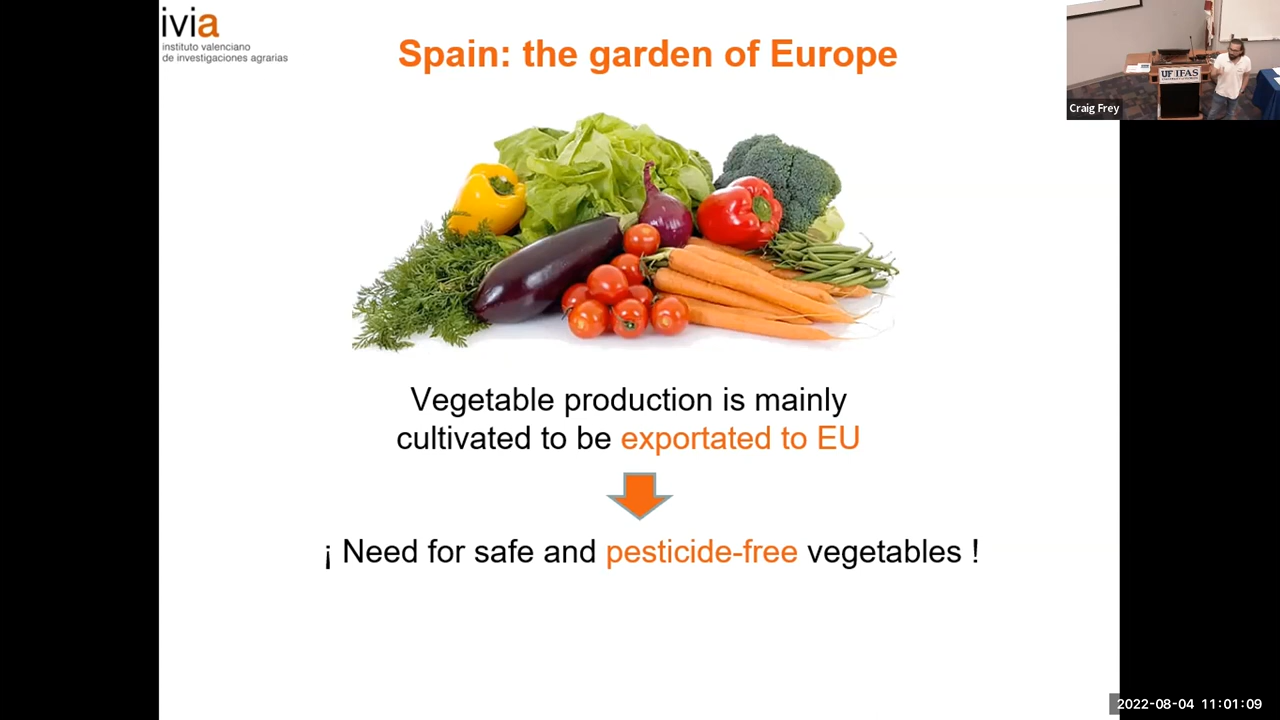 ivia
instituto valenciano
de investigaciones agrarias
Spain: the garden of Europe
UF IFAS
Craig Frey
Vegetable production is mainly
cultivated to be exportated to EU
¡ Need for safe and pesticide-free vegetables !
2022-08-04 11:01:09